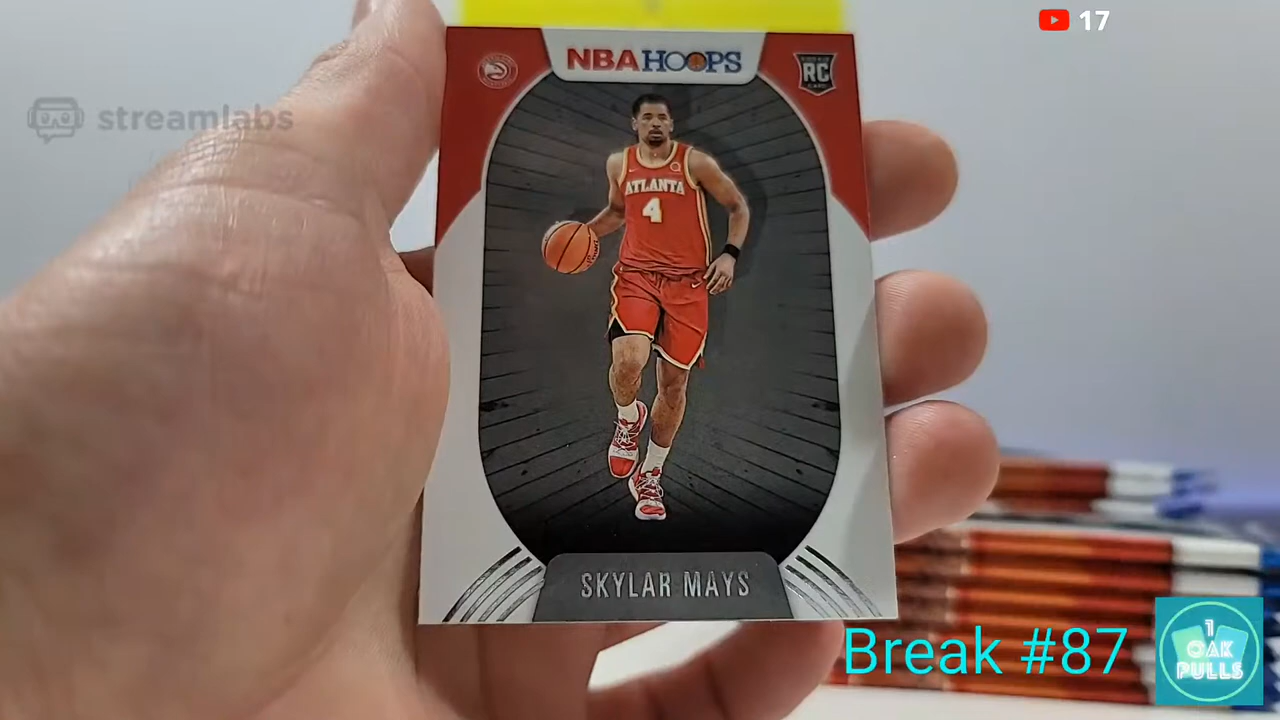 17
streamlabs
NBA HOOPS
RC
ATLANTA
4
SKYLAR MAYS
Break #87
1
OAK
PULLS